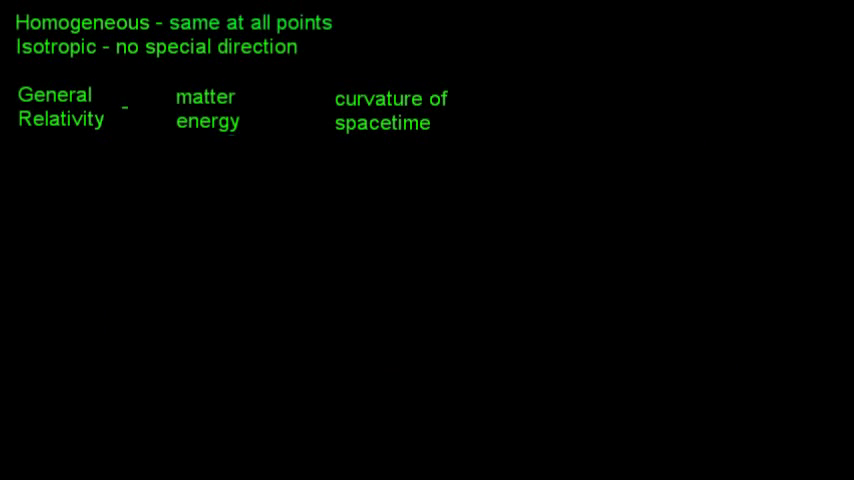 Homogeneous - same at all points
Isotropic - no special direction
General Relativity - matter energy curvature of spacetime